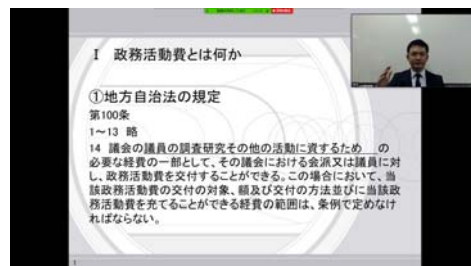 Ⅰ 政務活動費とは何か
①地方自治法の規定
第100条
1～13 略
14 議会の議員の調査研究その他の活動に資するため の
必要な経費の一部として、その議会における会派又は議員に対
し、政務活動費を交付することができる。この場合において、当
該政務活動費の交付の対象、額及び交付の方法並びに当該政
務活動費を充てることができる経費の範囲は、条例で定めなけ
ればならない。
1